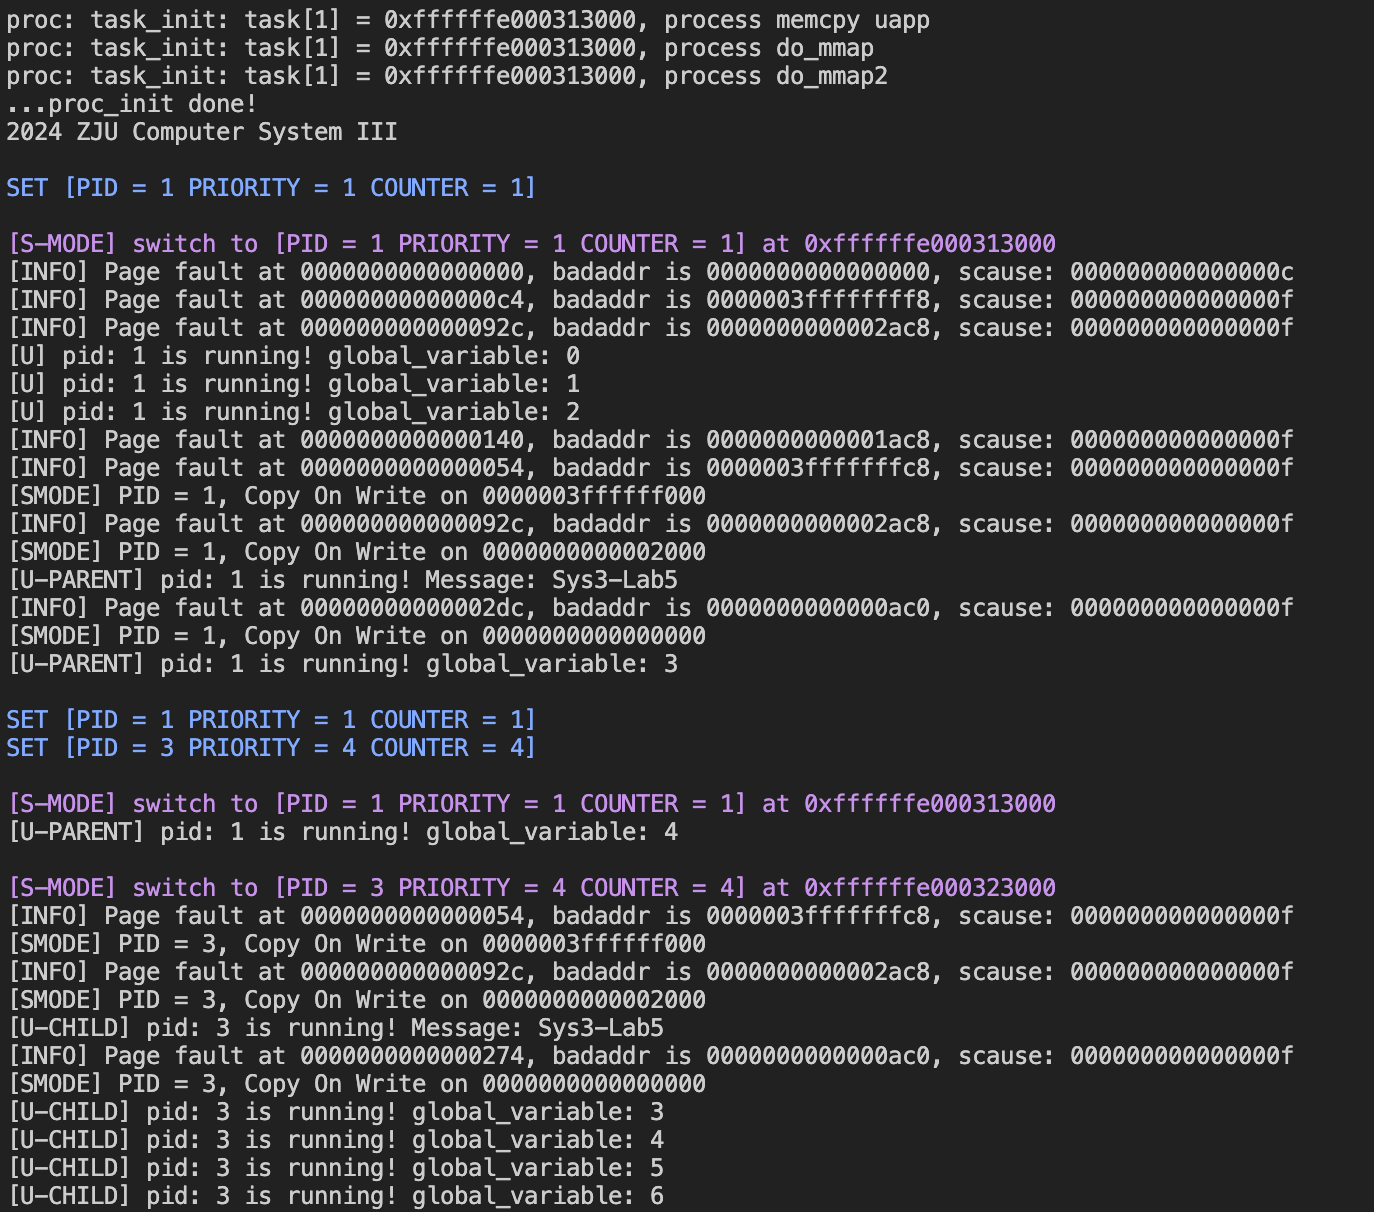 proc: task_init: task[1] = 0xffffffe000313000, process memcpy uapp
proc: task_init: task[1] = 0xffffffe000313000, process do_mmap
proc: task_init: task[1] = 0xffffffe000313000, process do_mmap2
...proc_init done!
2024 ZJU Computer System III
SET [PID = 1 PRIORITY = 1 COUNTER = 1]
[S-MODE] switch to [PID = 1 PRIORITY = 1 COUNTER = 1] at 0xffffffe000313000
[INFO] Page fault at 0000000000000000, badaddr is 0000000000000000, scause: 000000000000000c
[INFO] Page fault at 00000000000000c4, badaddr is 0000003ffffffff8, scause: 000000000000000f
[INFO] Page fault at 000000000000092c, badaddr is 0000000000002ac8, scause: 000000000000000f
[U] pid: 1 is running! global_variable: 0
[U] pid: 1 is running! global_variable: 1
[U] pid: 1 is running! global_variable: 2
[INFO] Page fault at 0000000000000140, badaddr is 0000000000001ac8, scause: 000000000000000f
[INFO] Page fault at 0000000000000054, badaddr is 0000003fffffffc8, scause: 000000000000000f
[SMODE] PID = 1, Copy On Write on 0000003ffffff000
[INFO] Page fault at 000000000000092c, badaddr is 0000000000002ac8, scause: 000000000000000f
[SMODE] PID = 1, Copy On Write on 0000000000002000
[U-PARENT] pid: 1 is running! Message: Sys3-Lab5
[INFO] Page fault at 00000000000002dc, badaddr is 0000000000000ac0, scause: 000000000000000f
[SMODE] PID = 1, Copy On Write on 0000000000000000
[U-PARENT] pid: 1 is running! global_variable: 3
SET [PID = 1 PRIORITY = 1 COUNTER = 1]
SET [PID = 3 PRIORITY = 4 COUNTER = 4]
[S-MODE] switch to [PID = 1 PRIORITY = 1 COUNTER = 1] at 0xffffffe000313000
[U-PARENT] pid: 1 is running! global_variable: 4
[S-MODE] switch to [PID = 3 PRIORITY = 4 COUNTER = 4] at 0xffffffe000323000
[INFO] Page fault at 0000000000000054, badaddr is 0000003fffffffc8, scause: 000000000000000f
[SMODE] PID = 3, Copy On Write on 0000003ffffff000
[INFO] Page fault at 000000000000092c, badaddr is 0000000000002ac8, scause: 000000000000000f
[SMODE] PID = 3, Copy On Write on 0000000000002000
[U-CHILD] pid: 3 is running! Message: Sys3-Lab5
[INFO] Page fault at 0000000000000274, badaddr is 0000000000000ac0, scause: 000000000000000f
[SMODE] PID = 3, Copy On Write on 0000000000000000
[U-CHILD] pid: 3 is running! global_variable: 3
[U-CHILD] pid: 3 is running! global_variable: 4
[U-CHILD] pid: 3 is running! global_variable: 5
[U-CHILD] pid: 3 is running! global_variable: 6